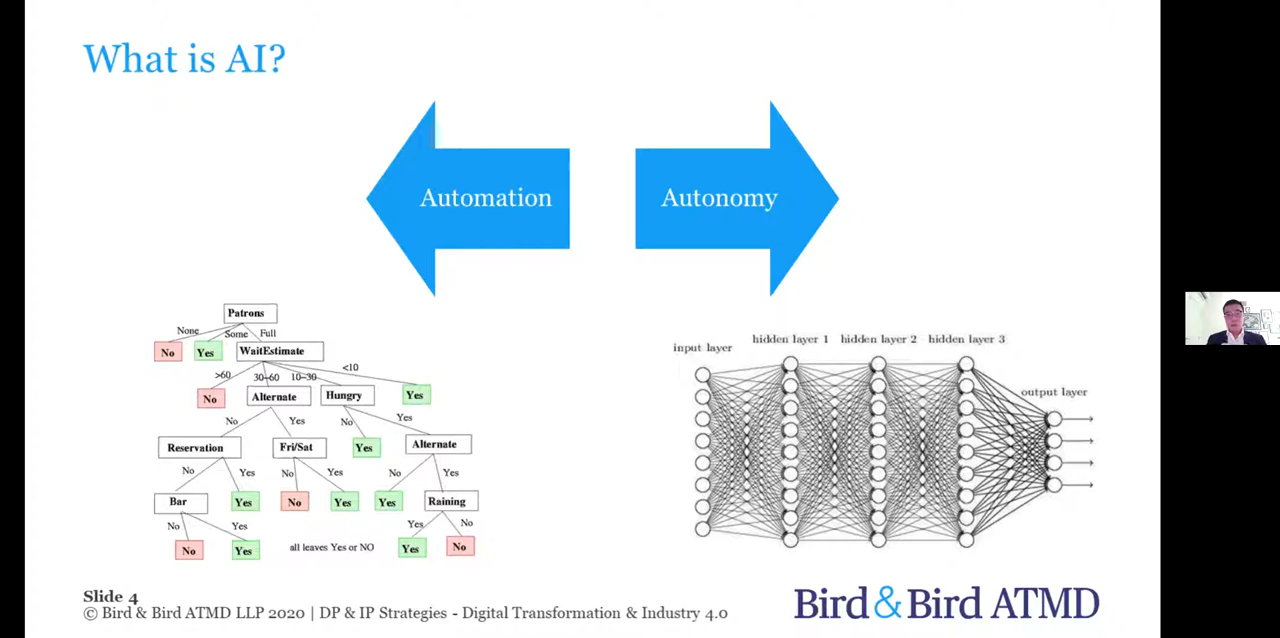 What is AI?
Automation
Autonomy
Patrons
None Some Full
No Yes WaitEstimate
>60 30–60 10–30 <10
No Alternate Hungry Yes
No Yes No Yes
Reservation Fri/Sat Yes Alternate
No Yes No Yes No Yes
Bar Yes No Yes Yes Raining
No Yes Yes No
No Yes all leaves Yes or NO Yes No
input layer
hidden layer 1 hidden layer 2 hidden layer 3
output layer
Slide 4
© Bird & Bird ATMD LLP 2020 | DP & IP Strategies - Digital Transformation & Industry 4.0
Bird & Bird ATMD